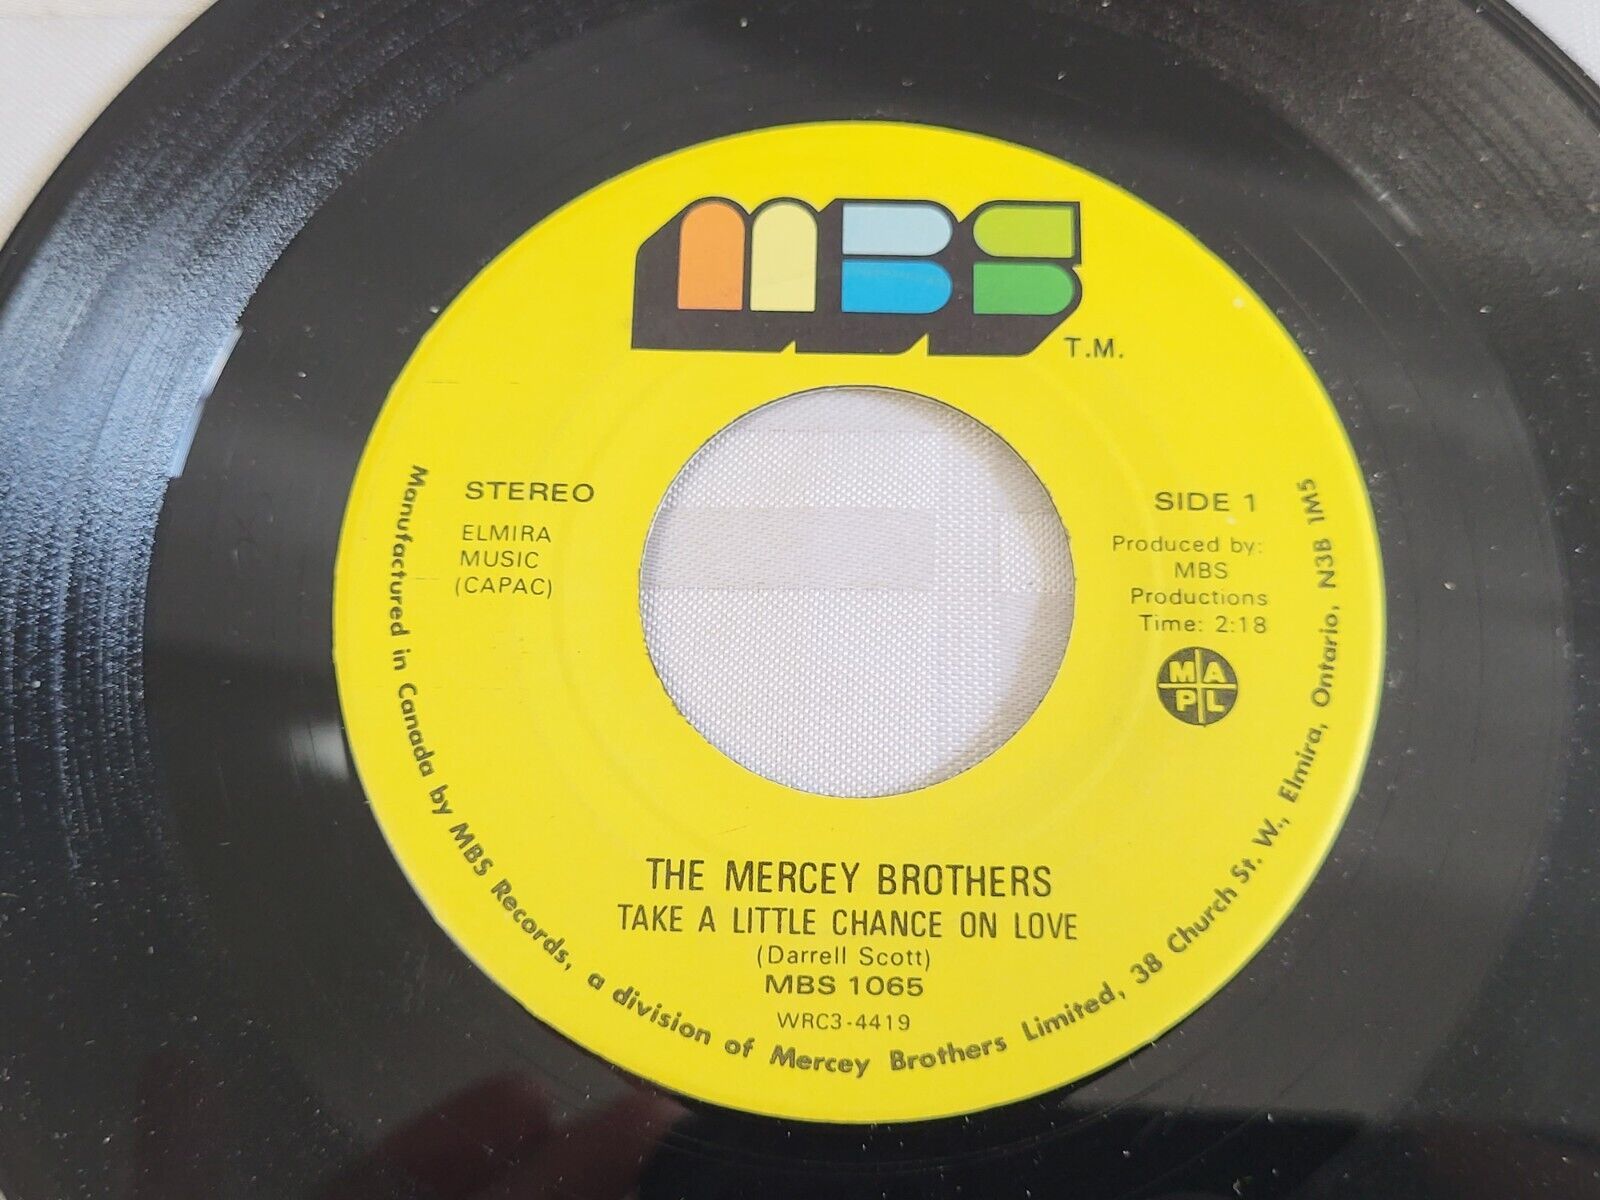 MBS
T.M.
STEREO
ELMIRA
MUSIC
(CAPAC)
SIDE 1
Produced by:
MBS
Productions
Time: 2:18
MA
PL
THE MERCEY BROTHERS
TAKE A LITTLE CHANCE ON LOVE
(Darrell Scott)
MBS 1065
WRC3-4419
Manufactured in Canada by MBS Records, a division of Mercey Brothers Limited, 38 Church St. W., Elmira, Ontario, N3B 1M5